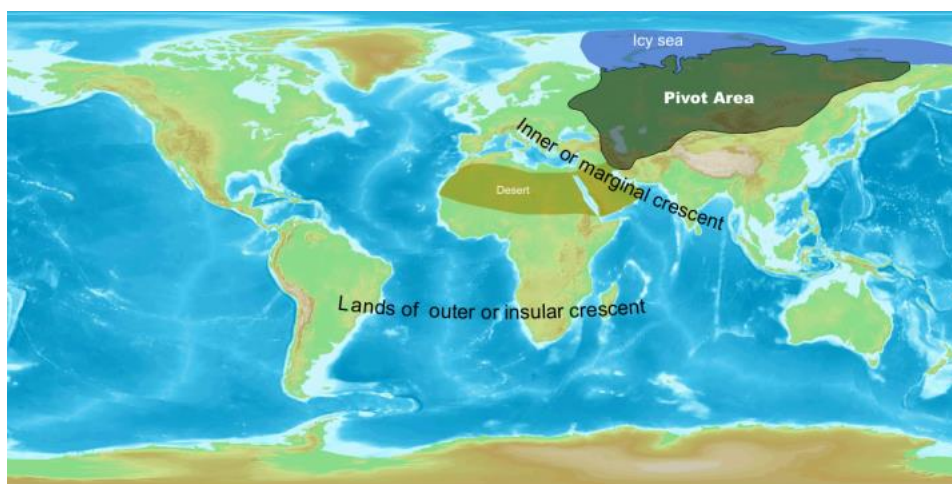 Icy sea
Pivot Area
Inner or marginal crescent
Desert
Lands of outer or insular crescent